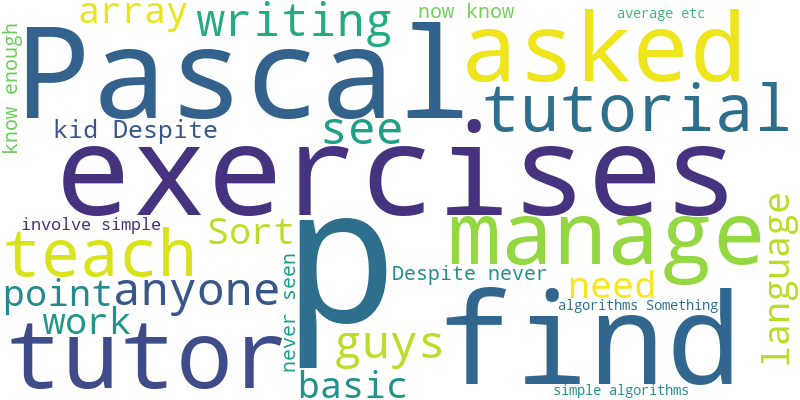 array
writing
now know
average etc
know enough
Pascal
asked
tutorial
kid Despite
see
exercises
involve simple
teach
Sort
p
manage
language
Despite never
never seen
need
point
anyone
algorithms Something
work
tutor
guys
find
basic
simple algorithms